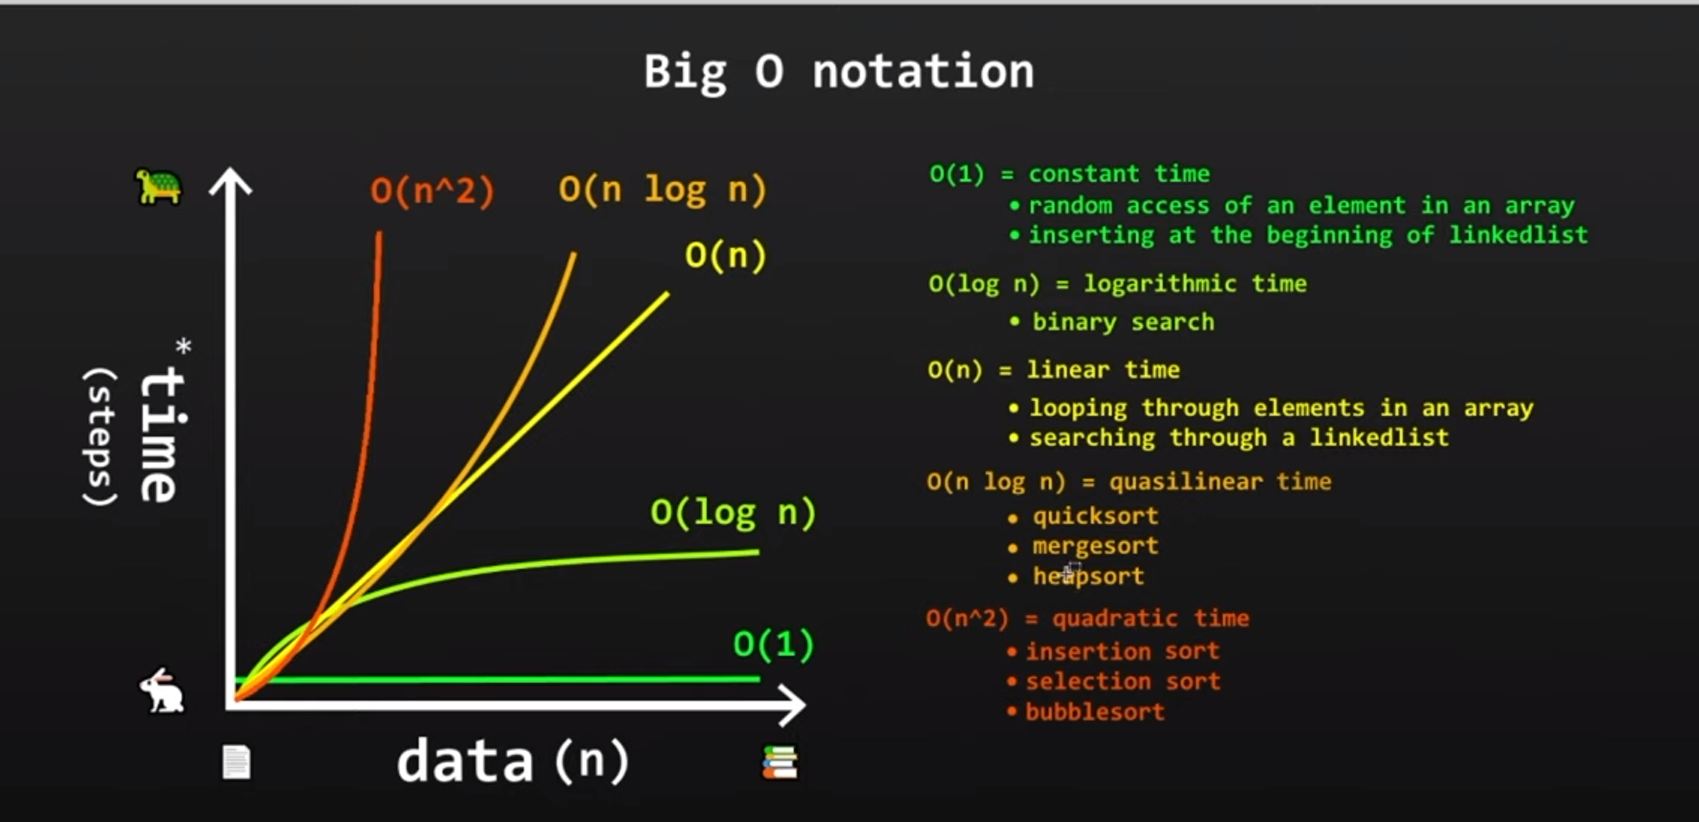 Big O notation
O(n^2)
O(n log n)
O(n)
O(log n)
O(1)
*
time
(steps)
data (n)
O(1) = constant time
• random access of an element in an array
• inserting at the beginning of linkedlist
O(log n) = logarithmic time
• binary search
O(n) = linear time
• looping through elements in an array
• searching through a linkedlist
O(n log n) = quasilinear time
• quicksort
• mergesort
• heapsort
O(n^2) = quadratic time
• insertion sort
• selection sort
• bubblesort